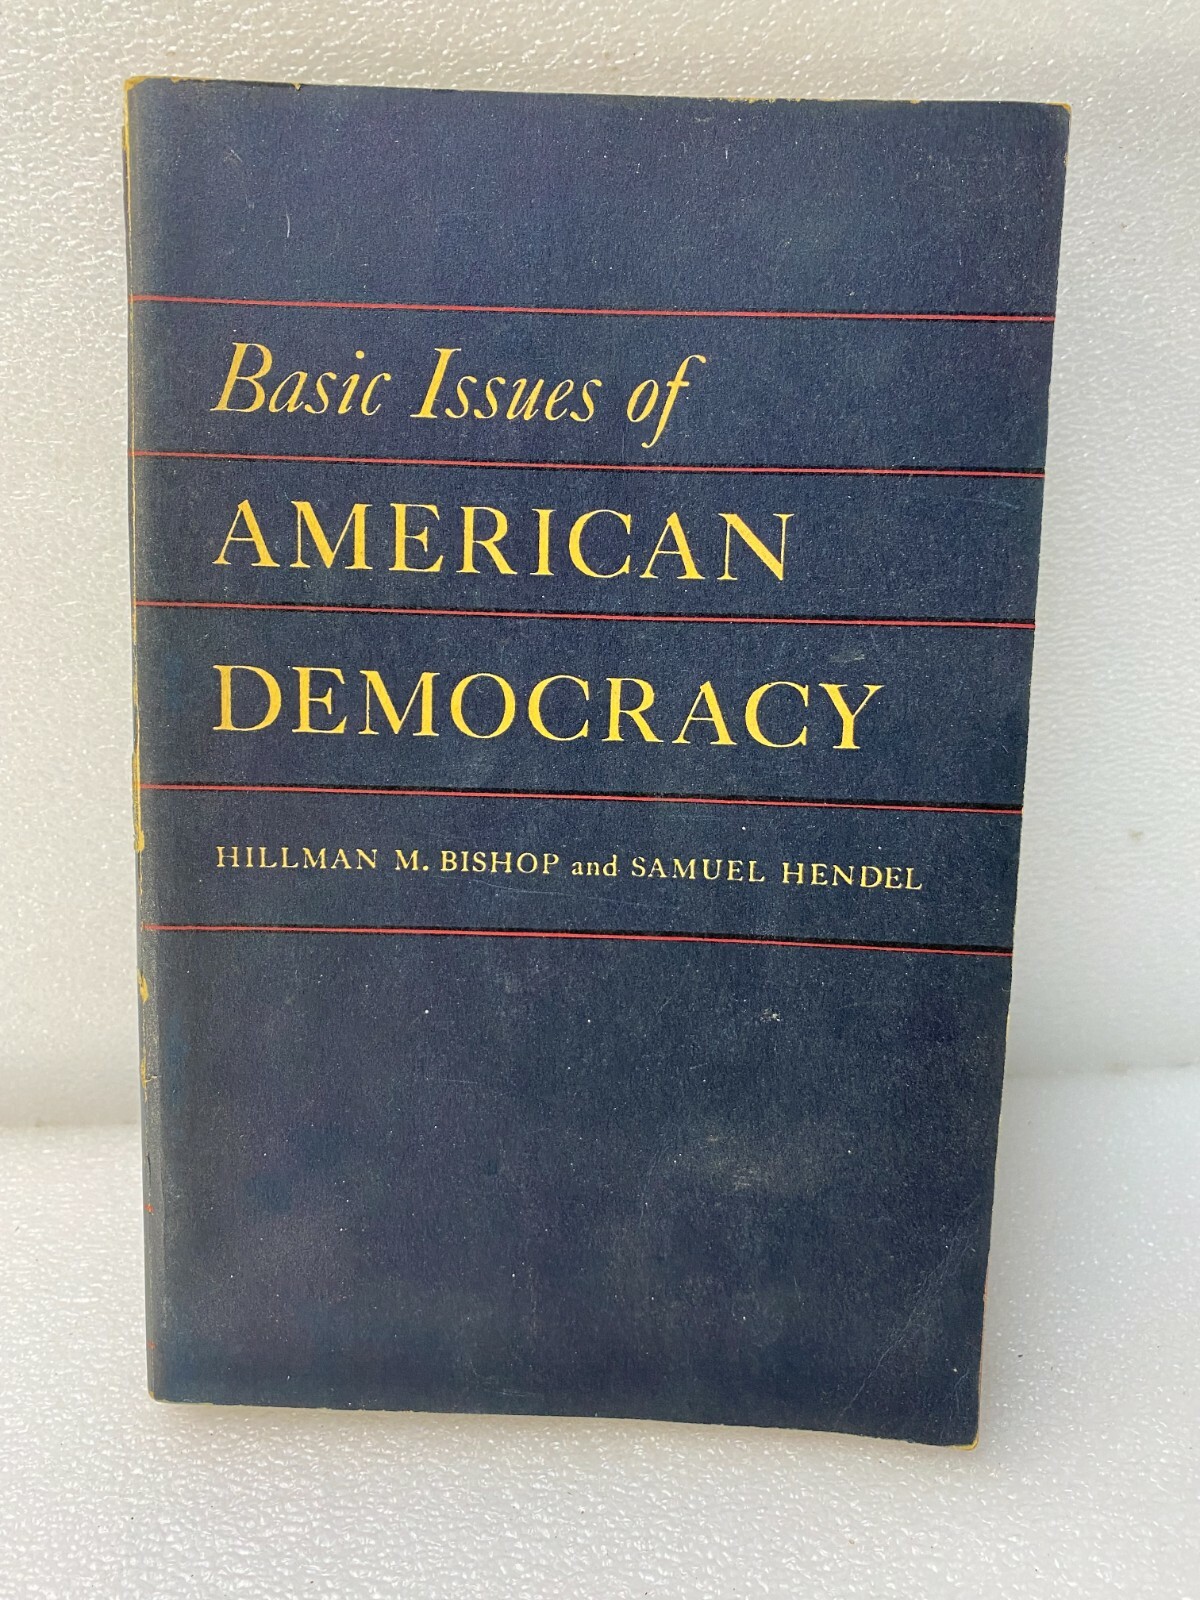 Basic Issues of
AMERICAN
DEMOCRACY
HILLMAN M. BISHOP and SAMUEL HENDEL